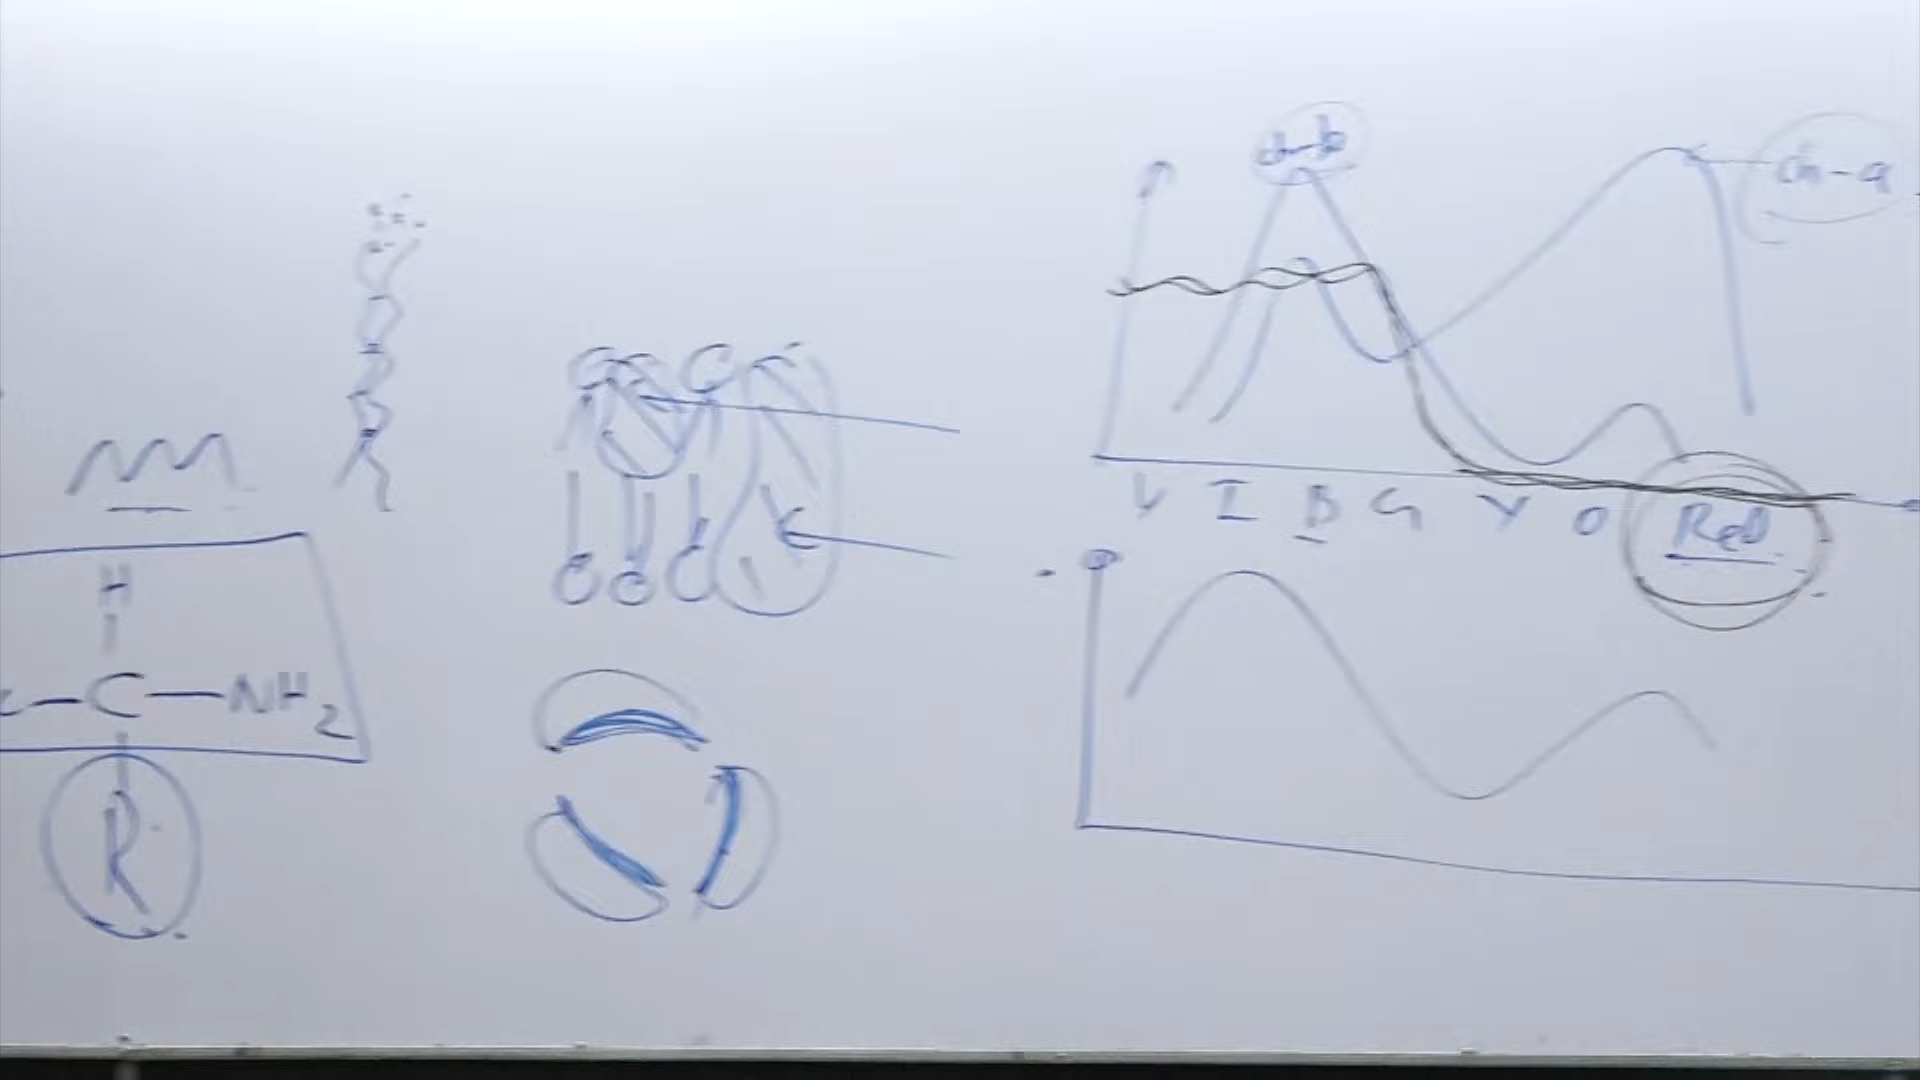 ch-b
ch-a
V I B G Y O Red
H
C-NH2
R